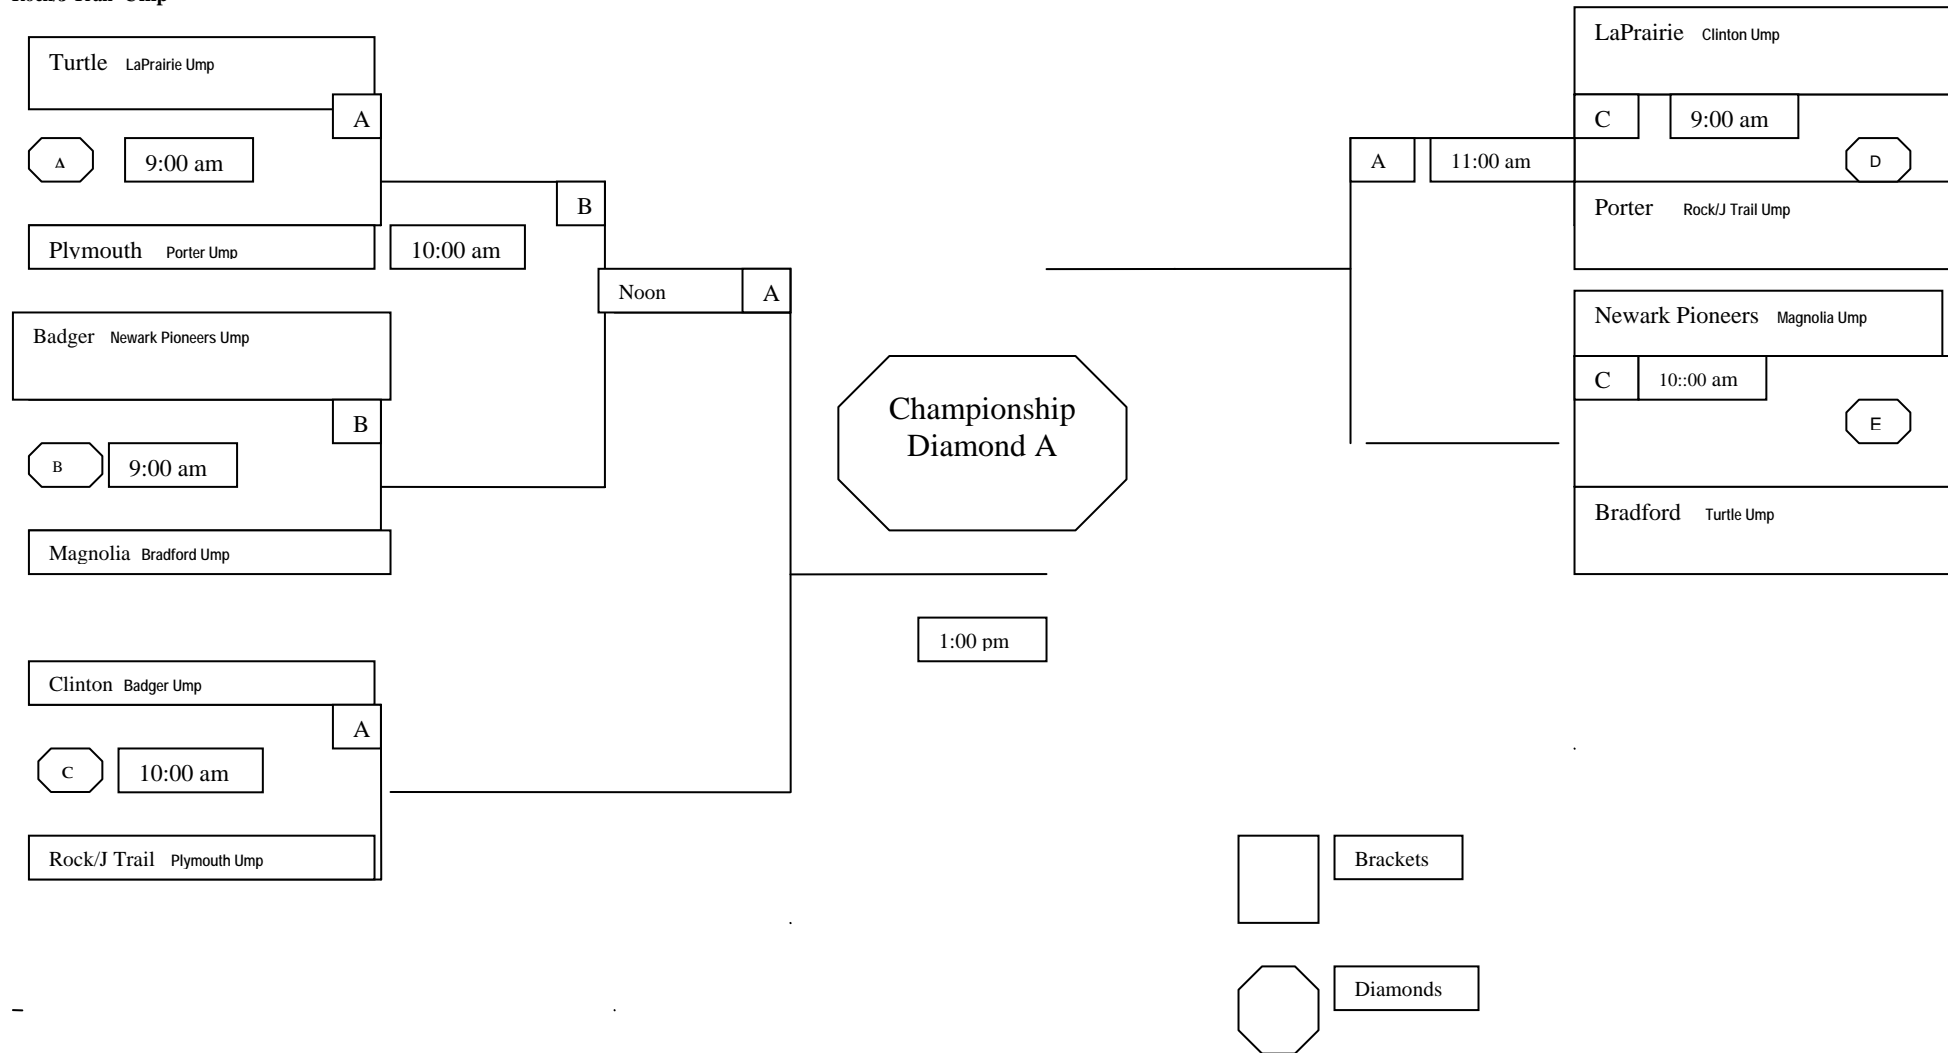 Rock/J Trail Ump
Turtle LaPrairie Ump
A
A 9:00 am
Plymouth Porter Ump
10:00 am
B
Badger Newark Pioneers Ump
B
B 9:00 am
Magnolia Bradford Ump
Noon A
Clinton Badger Ump
A
C 10:00 am
Rock/J Trail Plymouth Ump
Championship
Diamond A
1:00 pm
LaPrairie Clinton Ump
C 9:00 am
D
A 11:00 am
Porter Rock/J Trail Ump
Newark Pioneers Magnolia Ump
C 10::00 am
E
Bradford Turtle Ump
Brackets
Diamonds